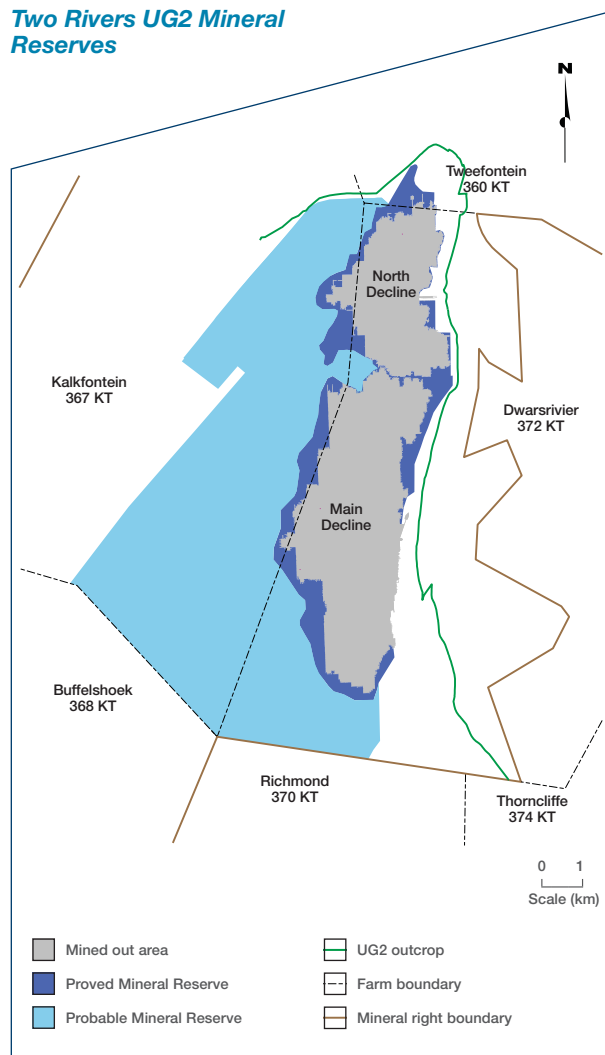 Two Rivers UG2 Mineral
Reserves
N
Tweefontein
360 KT
North
Decline
Kalkfontein
367 KT
Dwarsrivier
372 KT
Main
Decline
Buffelshoek
368 KT
Richmond
370 KT
Thorncliffe
374 KT
0 1
Scale (km)
Mined out area
Proved Mineral Reserve
Probable Mineral Reserve
UG2 outcrop
Farm boundary
Mineral right boundary